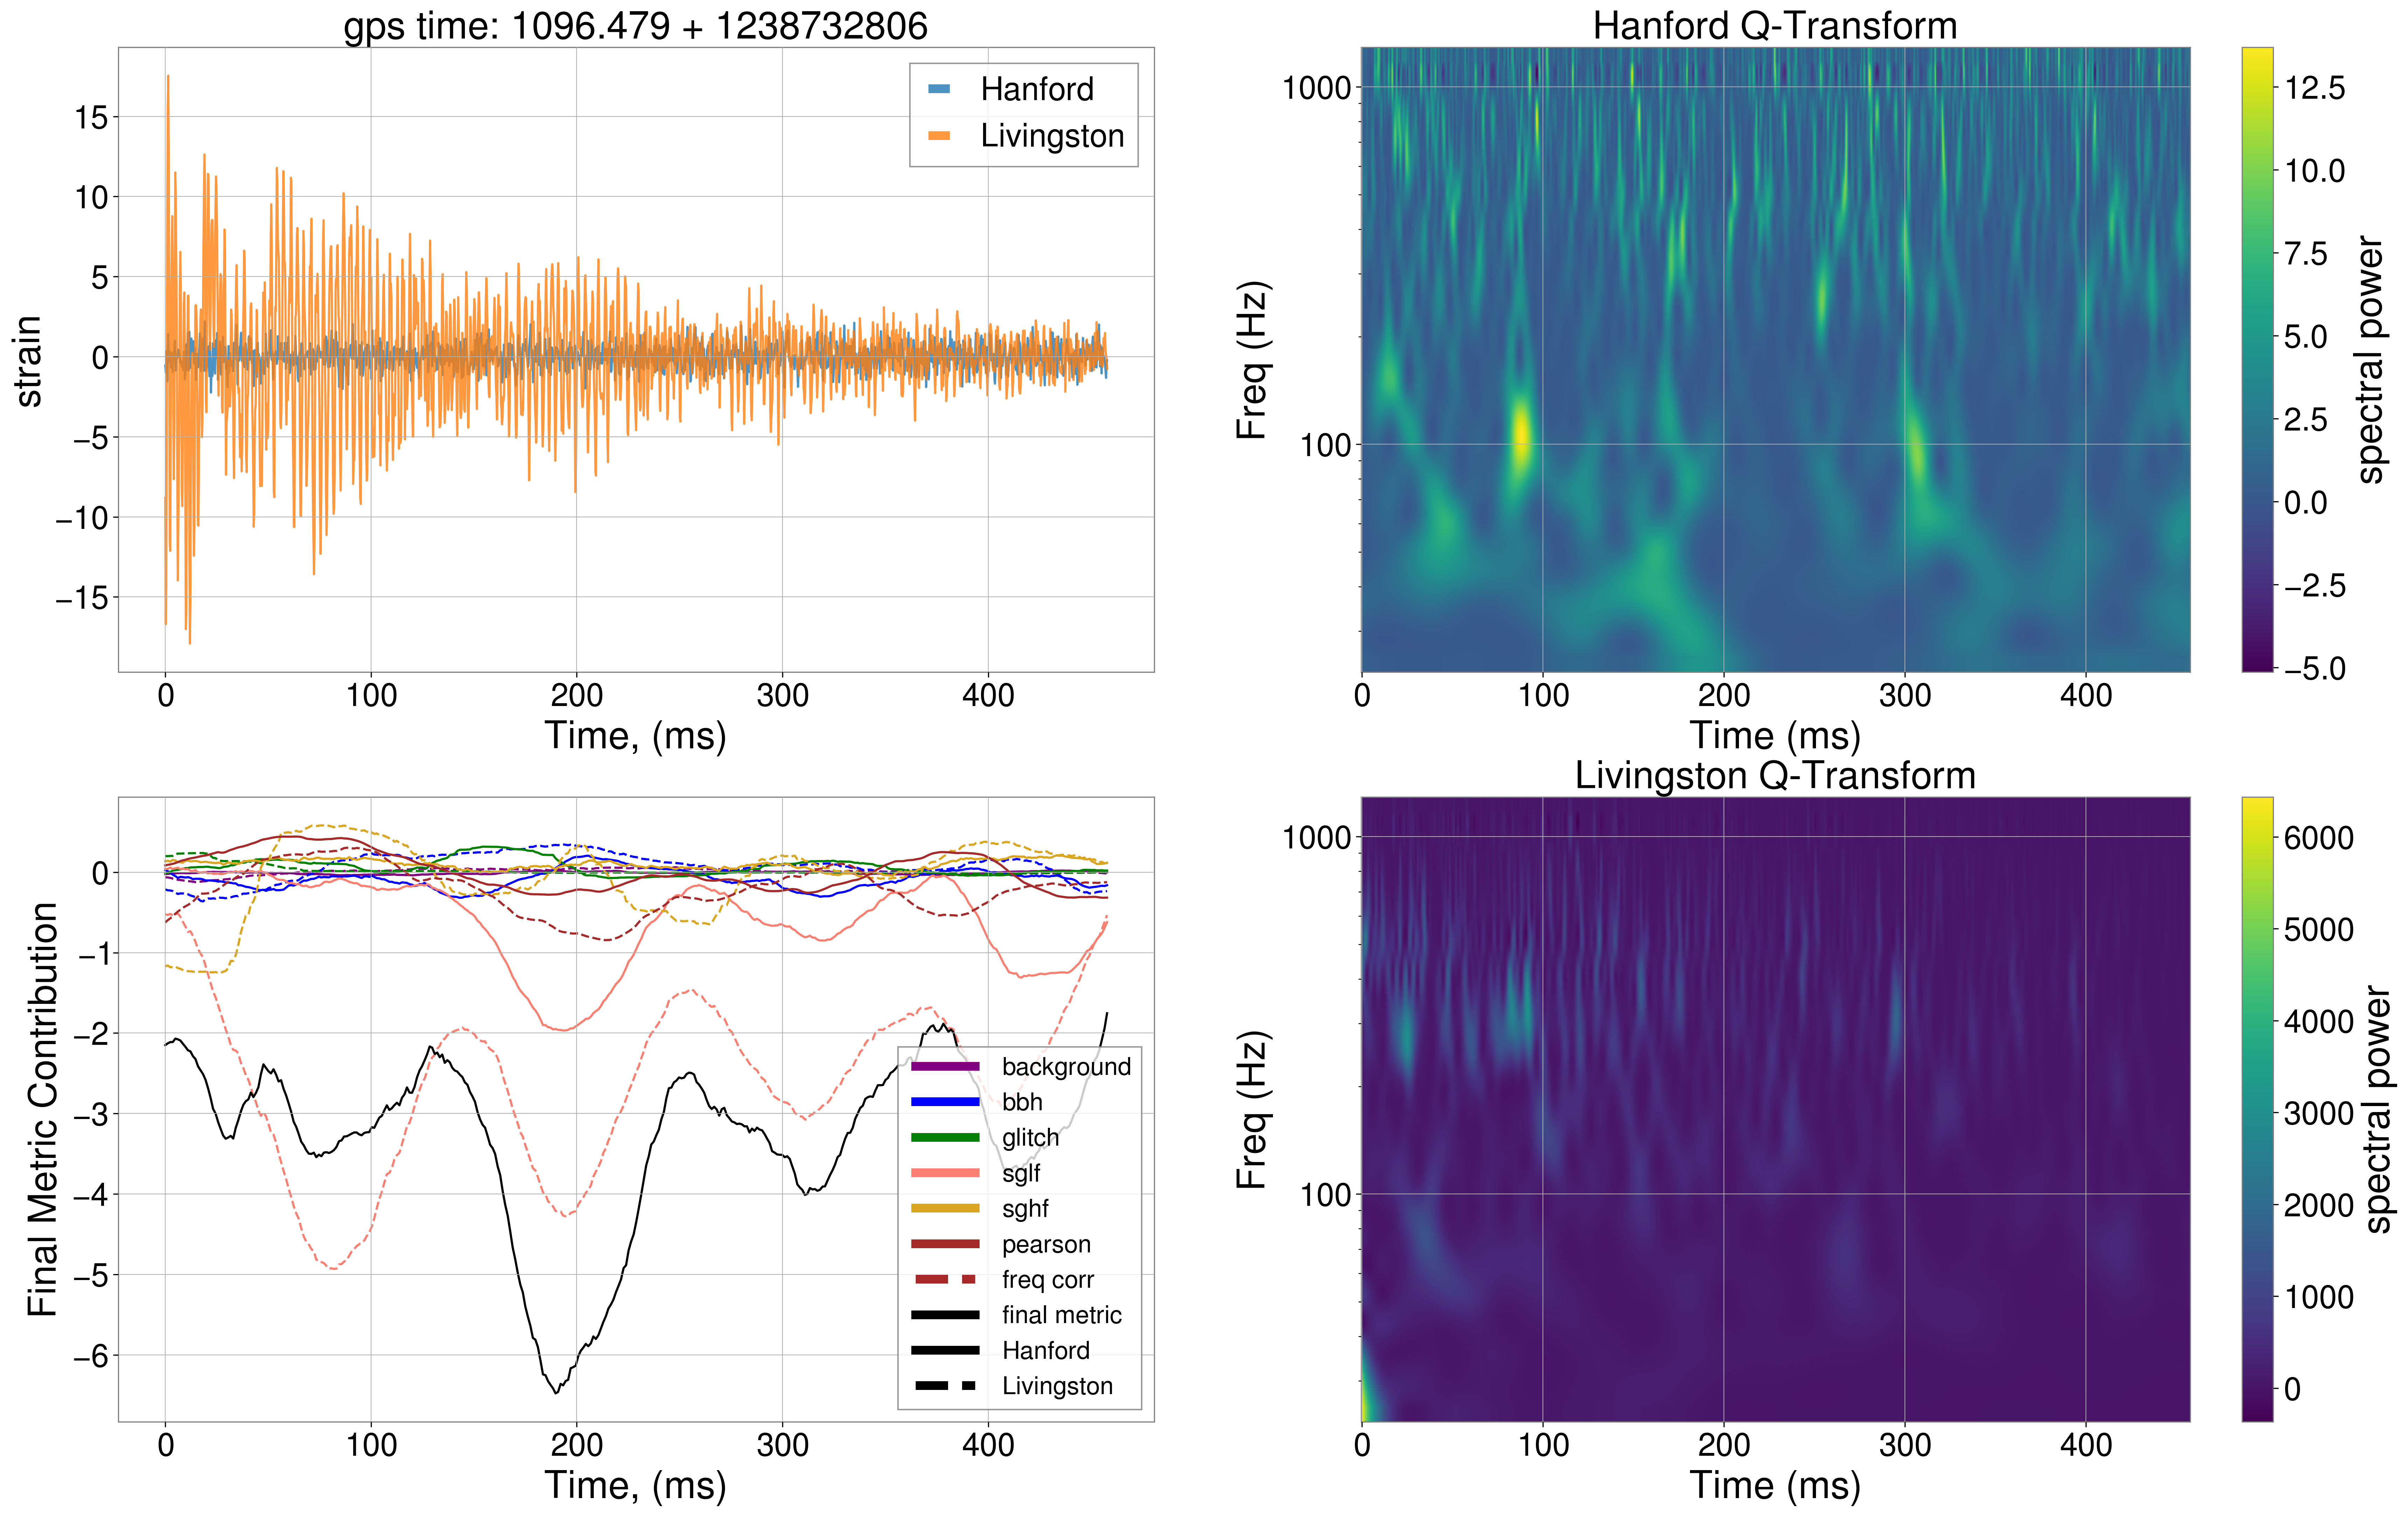 gps time: 1096.479 + 1238732806
Hanford
Livingston
strain
15
10
5
0
−5
−10
−15
0 100 200 300 400
Time, (ms)
Hanford Q-Transform
Freq (Hz)
1000
100
0 100 200 300 400
Time (ms)
12.5
10.0
7.5
5.0
2.5
0.0
−2.5
−5.0
spectral power
Final Metric Contribution
0
−1
−2
−3
−4
−5
−6
background
bbh
glitch
sglf
sghf
pearson
freq corr
final metric
Hanford
Livingston
0 100 200 300 400
Time, (ms)
Livingston Q-Transform
Freq (Hz)
1000
100
0 100 200 300 400
Time (ms)
6000
5000
4000
3000
2000
1000
0
spectral power